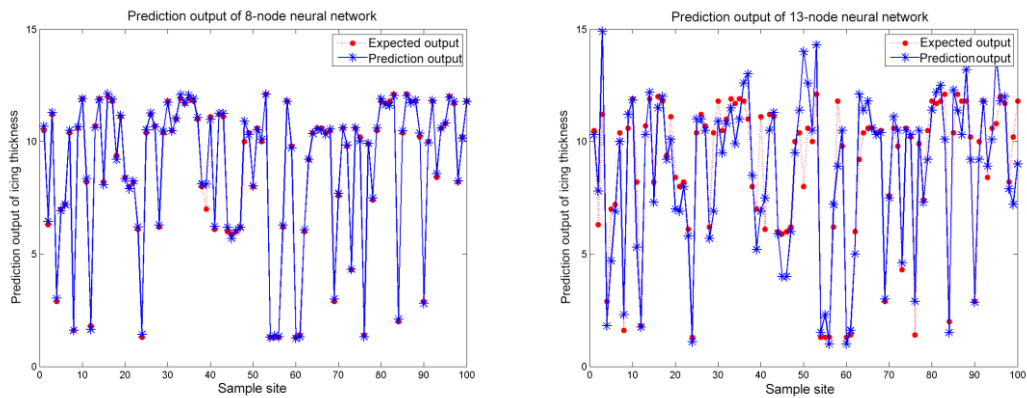 Prediction output of 8-node neural network
15
10
5
0
Prediction output of icing thickness
Expected output
Prediction output
0 10 20 30 40 50 60 70 80 90 100
Sample site
Prediction output of 13-node neural network
15
10
5
0
Prediction output of icing thickness
Expected output
Prediction output
0 10 20 30 40 50 60 70 80 90 100
Sample site